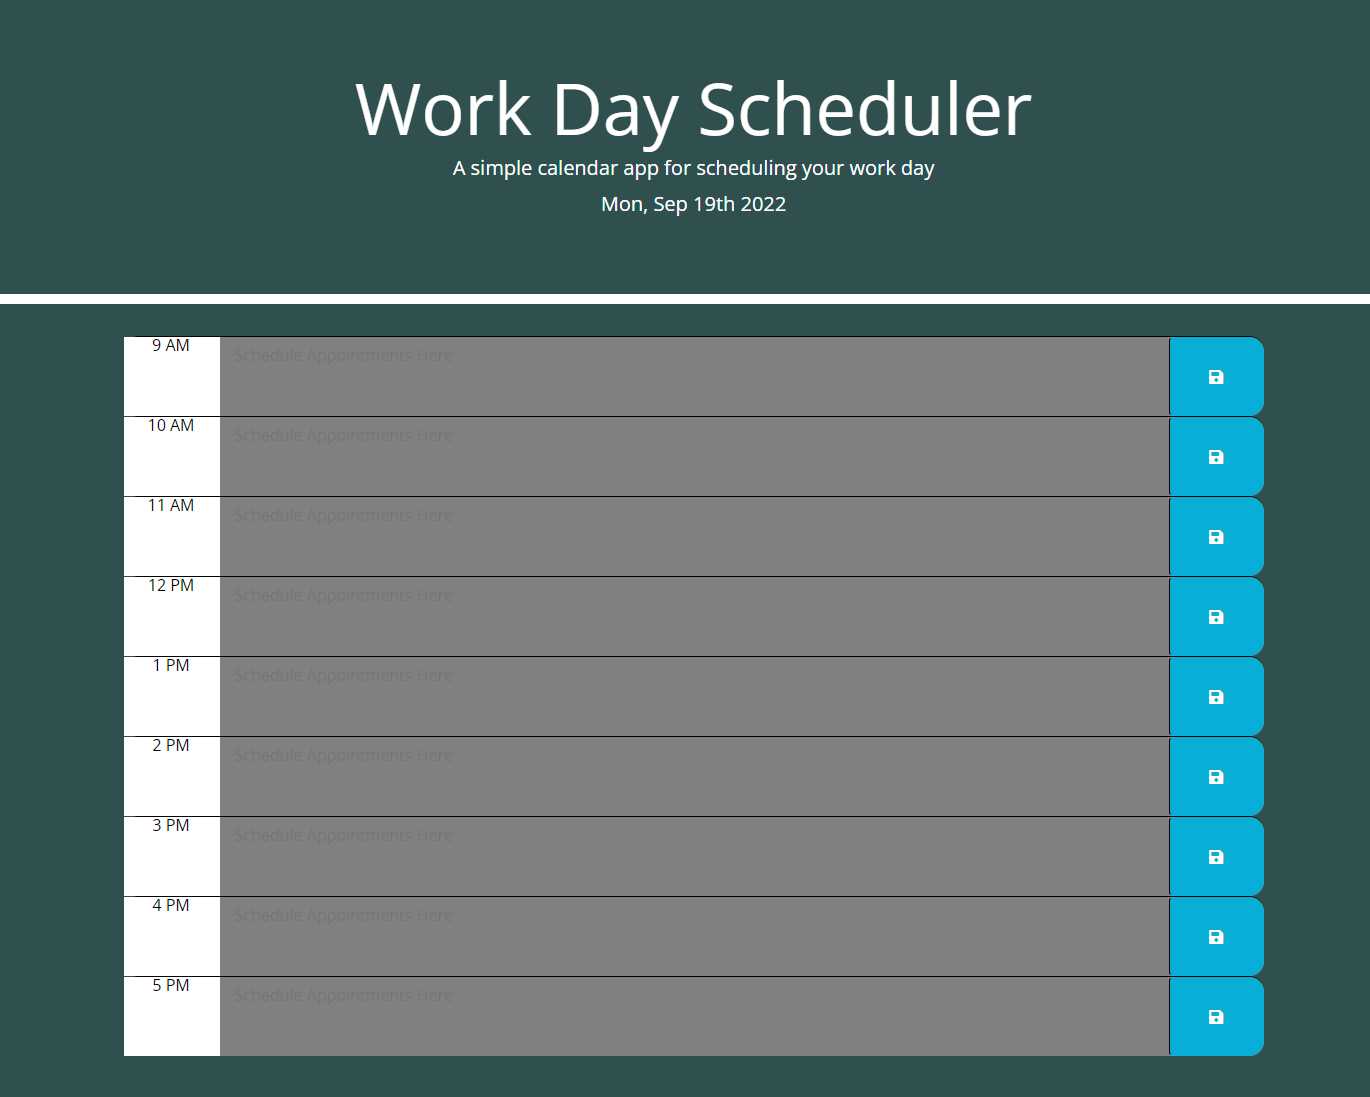 Work Day Scheduler
A simple calendar app for scheduling your work day
Mon, Sep 19th 2022
9 AM
Schedule Appointments Here
10 AM
Schedule Appointments Here
11 AM
Schedule Appointments Here
12 PM
Schedule Appointments Here
1 PM
Schedule Appointments Here
2 PM
Schedule Appointments Here
3 PM
Schedule Appointments Here
4 PM
Schedule Appointments Here
5 PM
Schedule Appointments Here